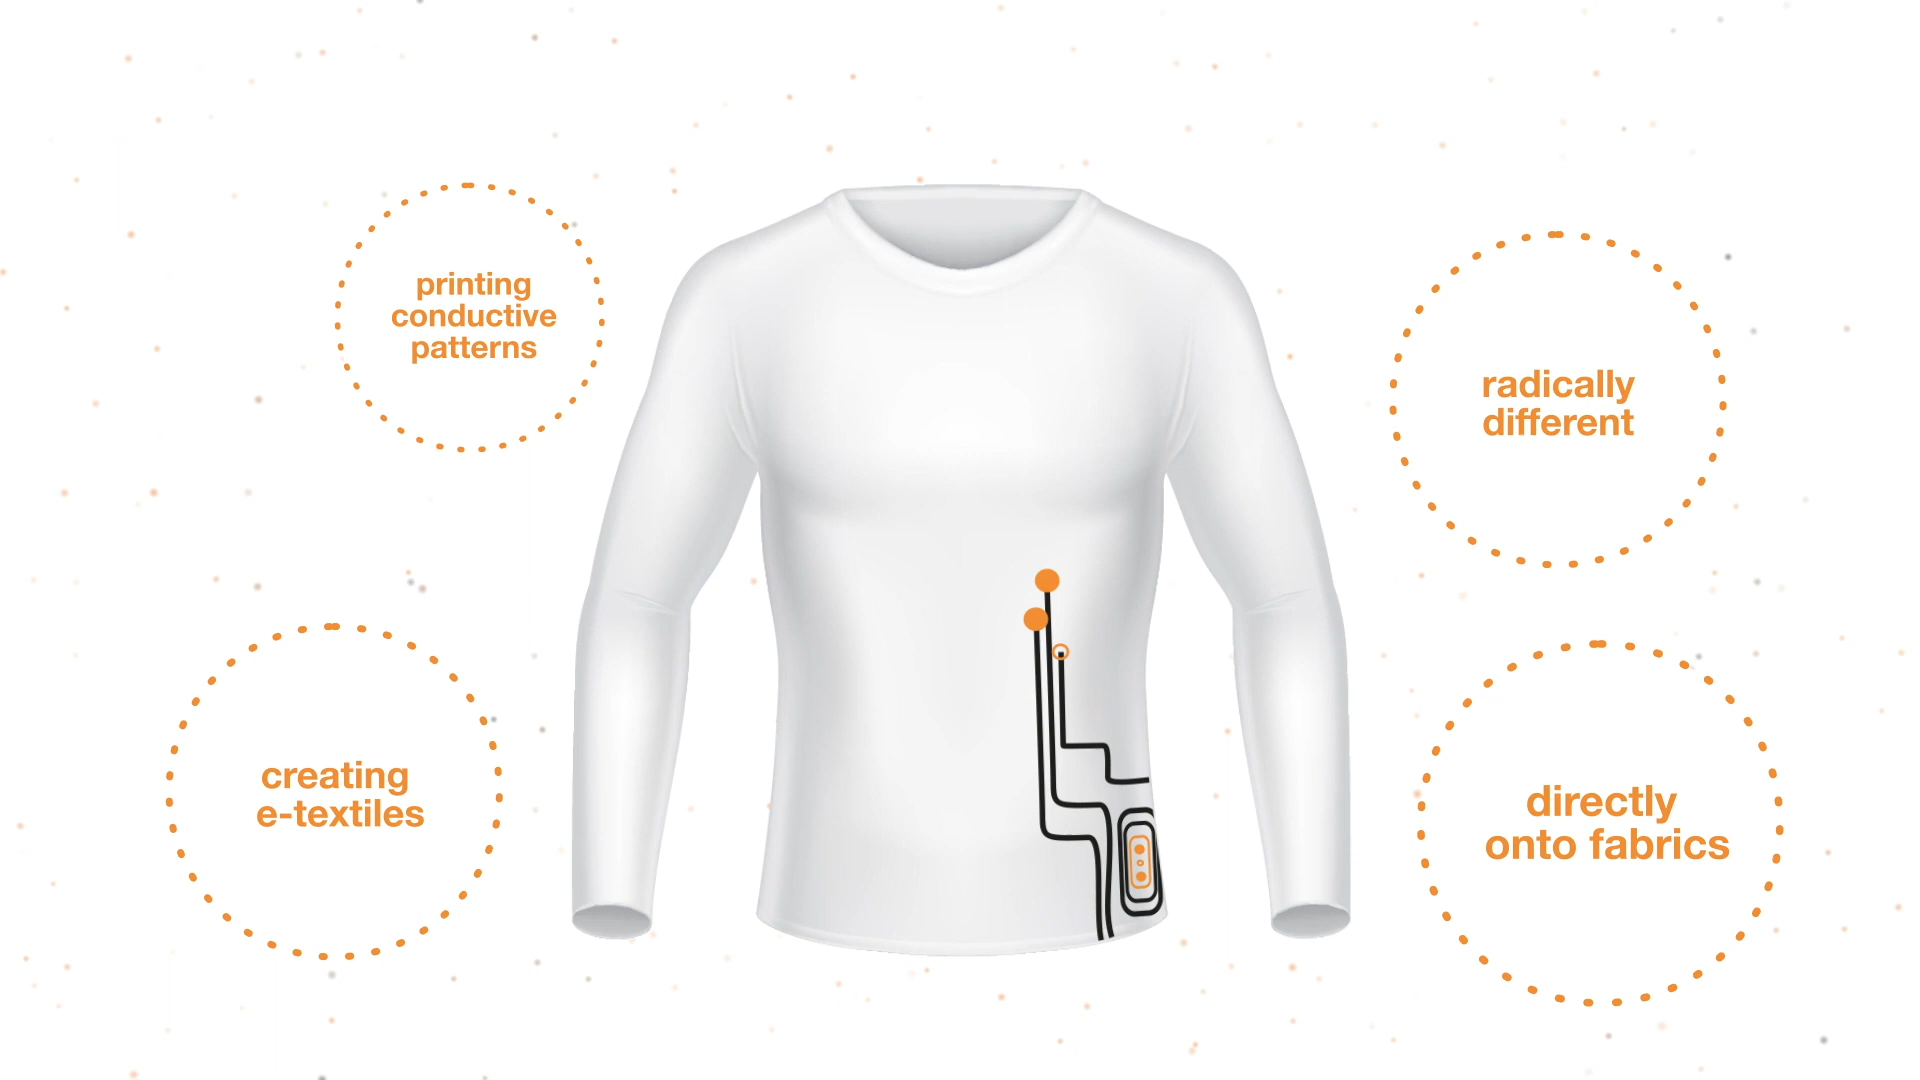 printing
conductive
patterns
radically
different
creating
e-textiles
directly
onto fabrics